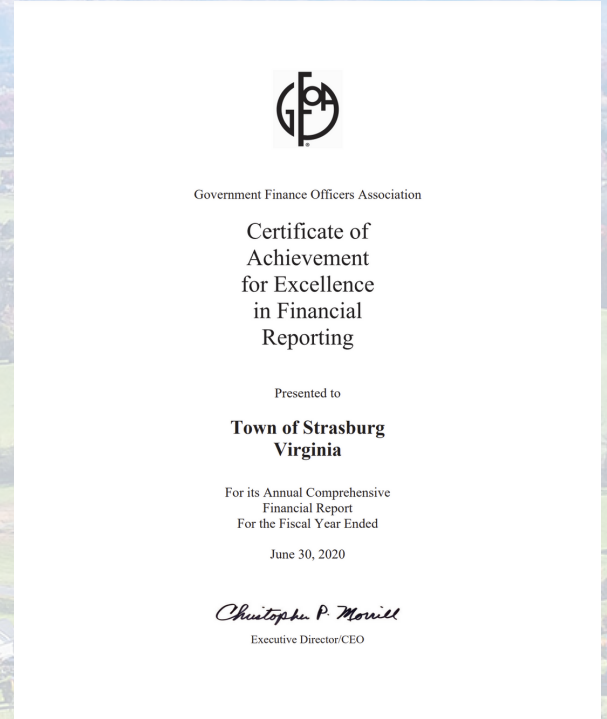 GFOA
®
Government Finance Officers Association
Certificate of
Achievement
for Excellence
in Financial
Reporting
Presented to
Town of Strasburg
Virginia
For its Annual Comprehensive
Financial Report
For the Fiscal Year Ended
June 30, 2020
Christopher P. Morrill
Executive Director/CEO